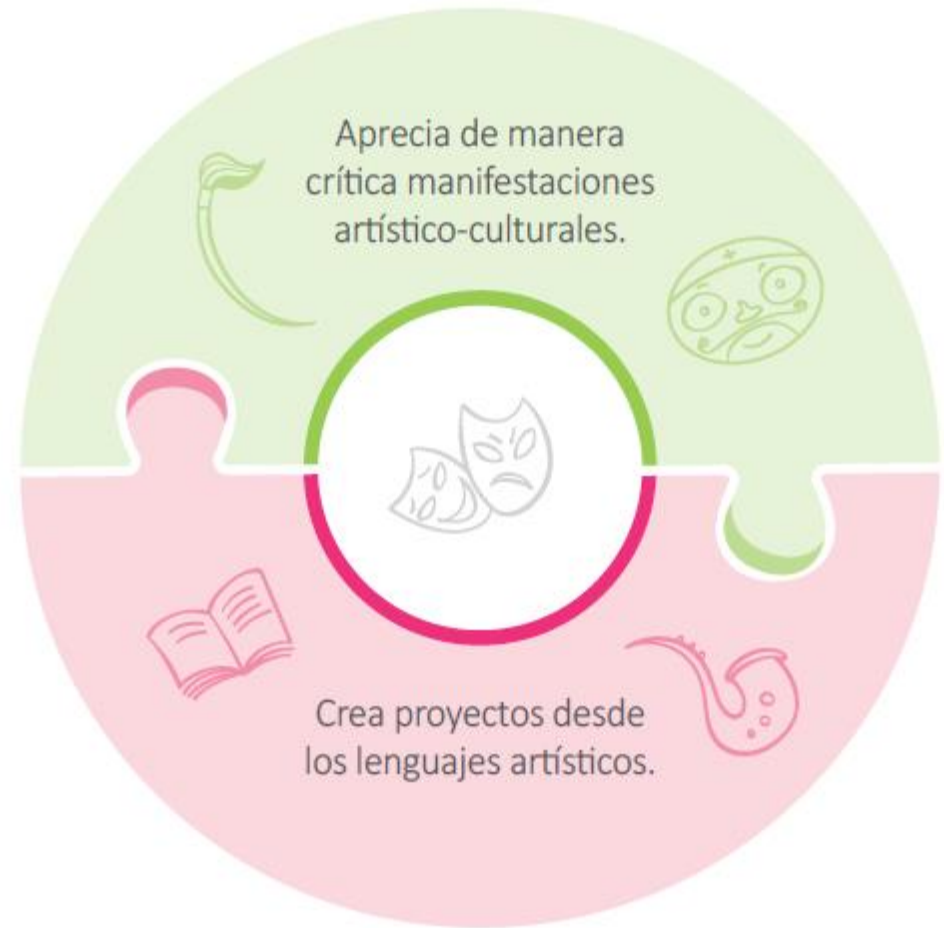 Aprecia de manera
crítica manifestaciones
artístico-culturales.
Crea proyectos desde
los lenguajes artísticos.